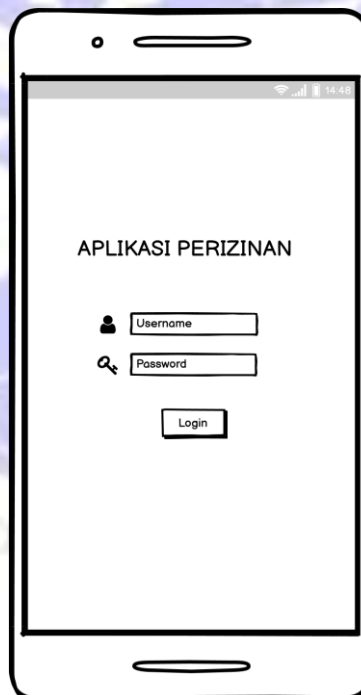 14:48
APLIKASI PERIZINAN
Username
Password
Login